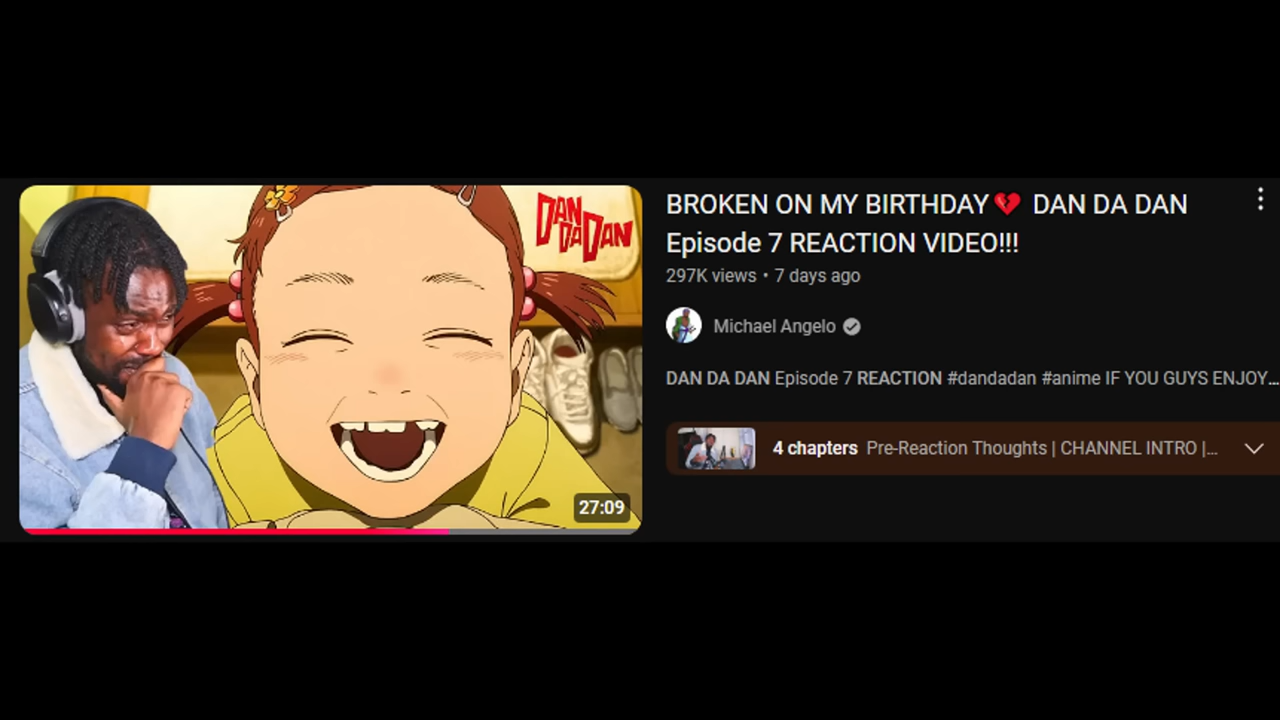 DAN
DA DAN
27:09
BROKEN ON MY BIRTHDAY💔 DAN DA DAN
Episode 7 REACTION VIDEO!!!
297K views • 7 days ago
Michael Angelo
DAN DA DAN Episode 7 REACTION #dandadan #anime IF YOU GUYS ENJOY...
4 chapters Pre-Reaction Thoughts | CHANNEL INTRO |...